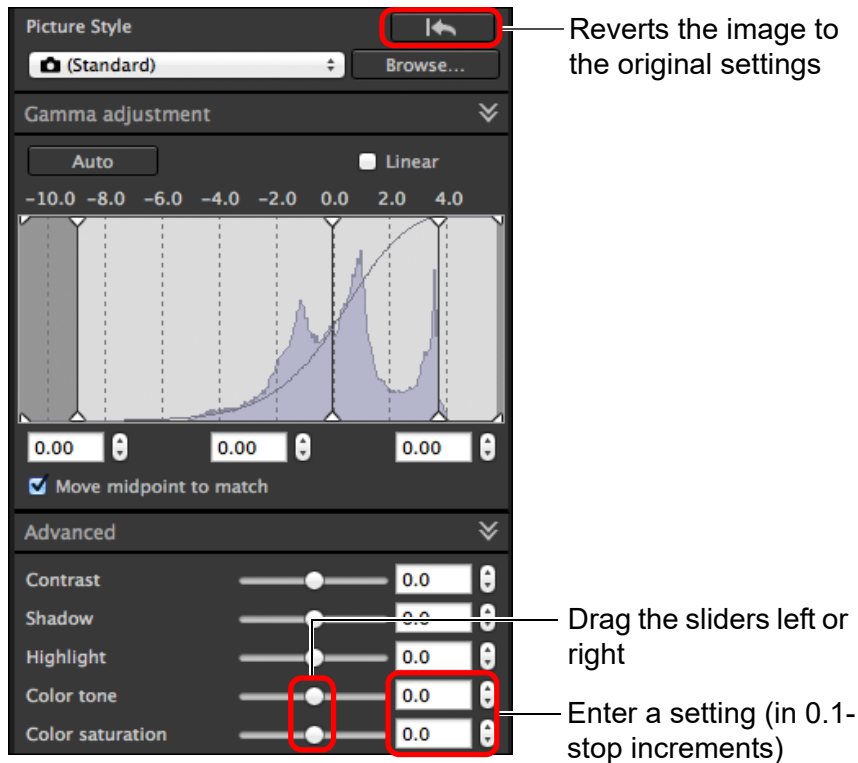 Picture Style
Reverts the image to
the original settings
(Standard)
Browse...
Gamma adjustment
Auto
Linear
-10.0 -8.0 -6.0 -4.0 -2.0 0.0 2.0 4.0
0.00 0.00 0.00
Move midpoint to match
Advanced
Contrast 0.0
Shadow 0.0
Highlight 0.0
Color tone 0.0
Color saturation 0.0
Drag the sliders left or
right
Enter a setting (in 0.1-
stop increments)